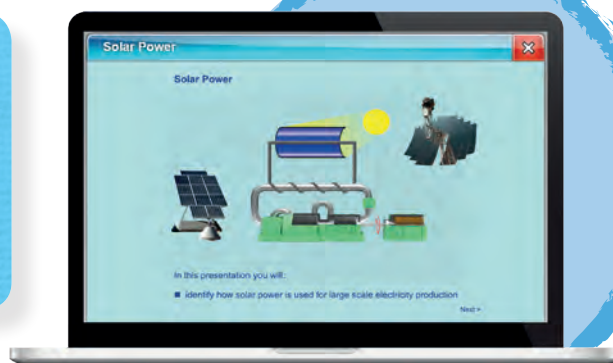 Solar Power
Solar Power
In this presentation you will:
■ identify how solar power is used for large scale electricity production
Next >